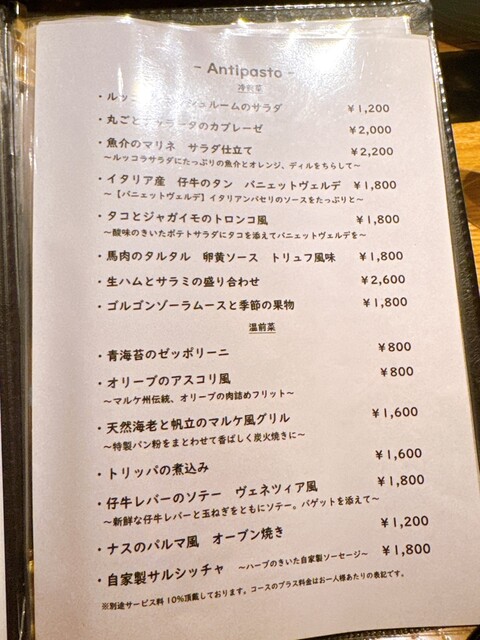 - Antipasto -
冷前菜
・ルッコ ュルームのサラダ ¥1,200
・丸ごと ータのカプレーゼ ¥2,000
・魚介のマリネ サラダ仕立て ¥2,200
～ルッコラサラダにたっぷりの魚介とオレンジ、ディルをちらして～
・イタリア産 仔牛のタン バニェットヴェルデ ¥1,800
～【バニェットヴェルデ】イタリアンパセリのソースをたっぷりと～
・タコとジャガイモのトロンコ風 ¥1,800
～酸味のきいたポテトサラダにタコを添えてバニェットヴェルデを～
・馬肉のタルタル 卵黄ソース トリュフ風味 ¥1,800
・生ハムとサラミの盛り合わせ ¥2,600
・ゴルゴンゾーラムースと季節の果物 ¥1,800
温前菜
・青海苔のゼッポリーニ ¥800
・オリーブのアスコリ風 ¥800
～マルケ州伝統、オリーブの肉詰めフリット～
・天然海老と帆立のマルケ風グリル ¥1,600
～特製パン粉をまとわせて香ばしく炭火焼きに～
・トリッパの煮込み ¥1,600
・仔牛レバーのソテー ヴェネツィア風 ¥1,800
～新鮮な仔牛レバーと玉ねぎをともにソテー。バゲットを添えて～
・ナスのパルマ風 オーブン焼き ¥1,200
・自家製サルシッチャ ～ハーブのきいた自家製ソーセージ～ ¥1,800
※別途サービス料 10%頂戴しております。コースのプラス料金はお一人様あたりの表記です。